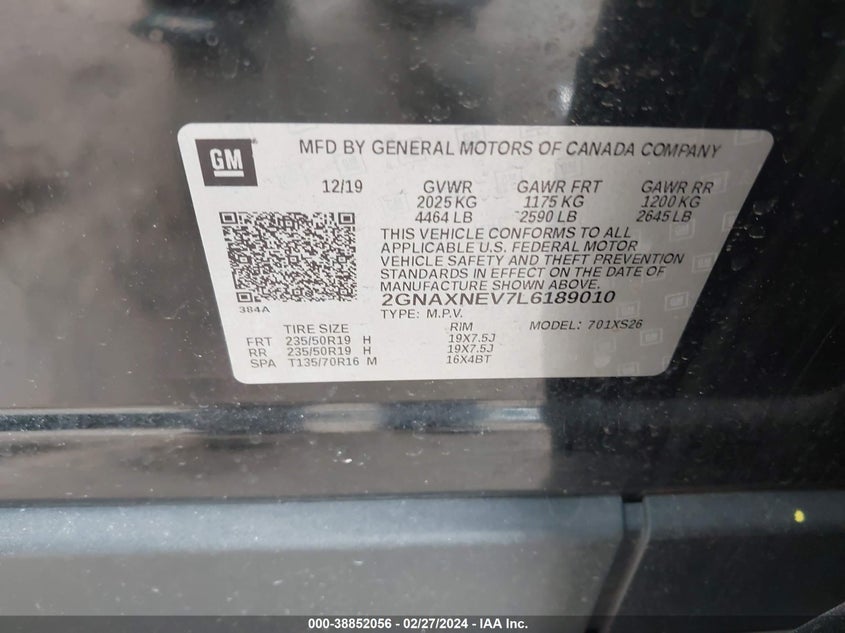 GM
MFD BY GENERAL MOTORS OF CANADA COMPANY
12/19 GVWR GAWR FRT GAWR RR
2025 KG 1175 KG 1200 KG
4464 LB 2590 LB 2645 LB
THIS VEHICLE CONFORMS TO ALL
APPLICABLE U.S. FEDERAL MOTOR
VEHICLE SAFETY AND THEFT PREVENTION
STANDARDS IN EFFECT ON THE DATE OF
MANUFACTURE SHOWN ABOVE.
384A
2GNAXNEV7L6189010
TYPE: M.P.V. MODEL: 701XS26
TIRE SIZE RIM
FRT 235/50R19 H 19X7.5J
RR 235/50R19 H 19X7.5J
SPA T135/70R16 M 16X4BT
000-38852056 - 02/27/2024 - IAA Inc.